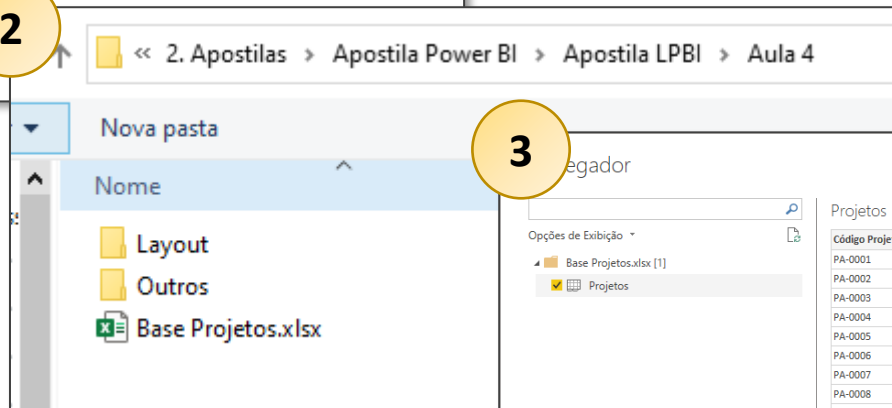 2
« 2. Apostilas > Apostila Power BI > Apostila LPBI > Aula 4
Nova pasta
Nome
Layout
Outros
Base Projetos.xlsx
3
egador
Opções de Exibição
Base Projetos.xlsx [1]
Projetos
Projetos
Código Proje
PA-0001
PA-0002
PA-0003
PA-0004
PA-0005
PA-0006
PA-0007
PA-0008